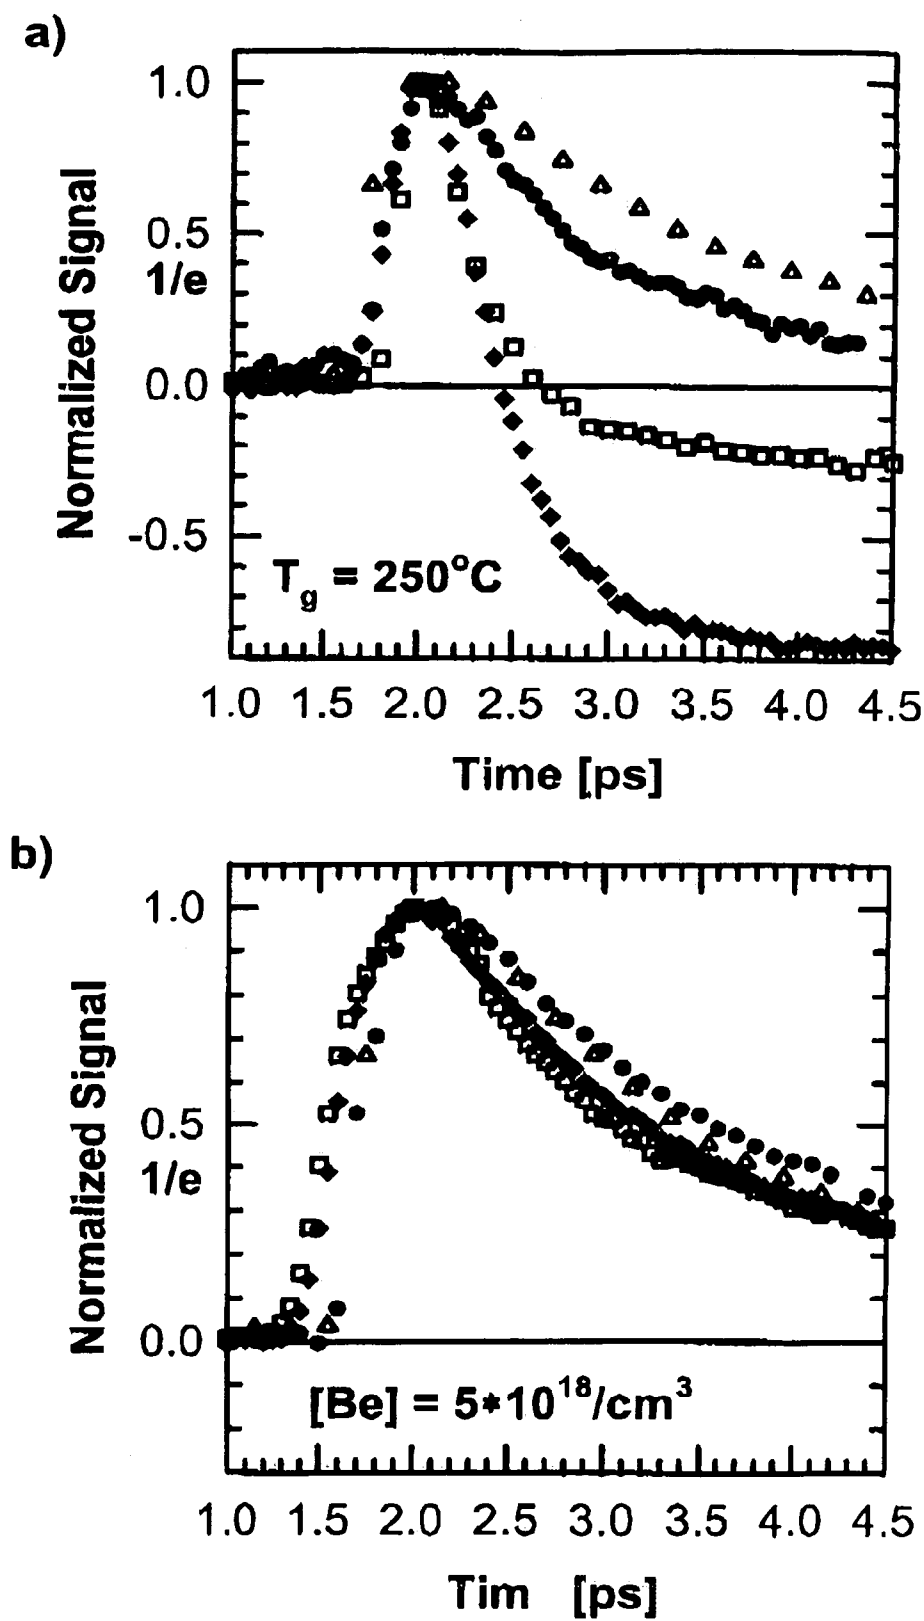 a)
Normalized Signal
1.0
0.5
1/e
0.0
-0.5
Tg = 250°C
1.0 1.5 2.0 2.5 3.0 3.5 4.0 4.5
Time [ps]
b)
Normalized Signal
1.0
0.5
1/e
0.0
[Be] = 5*10^18/cm^3
1.0 1.5 2.0 2.5 3.0 3.5 4.0 4.5
Tim [ps]